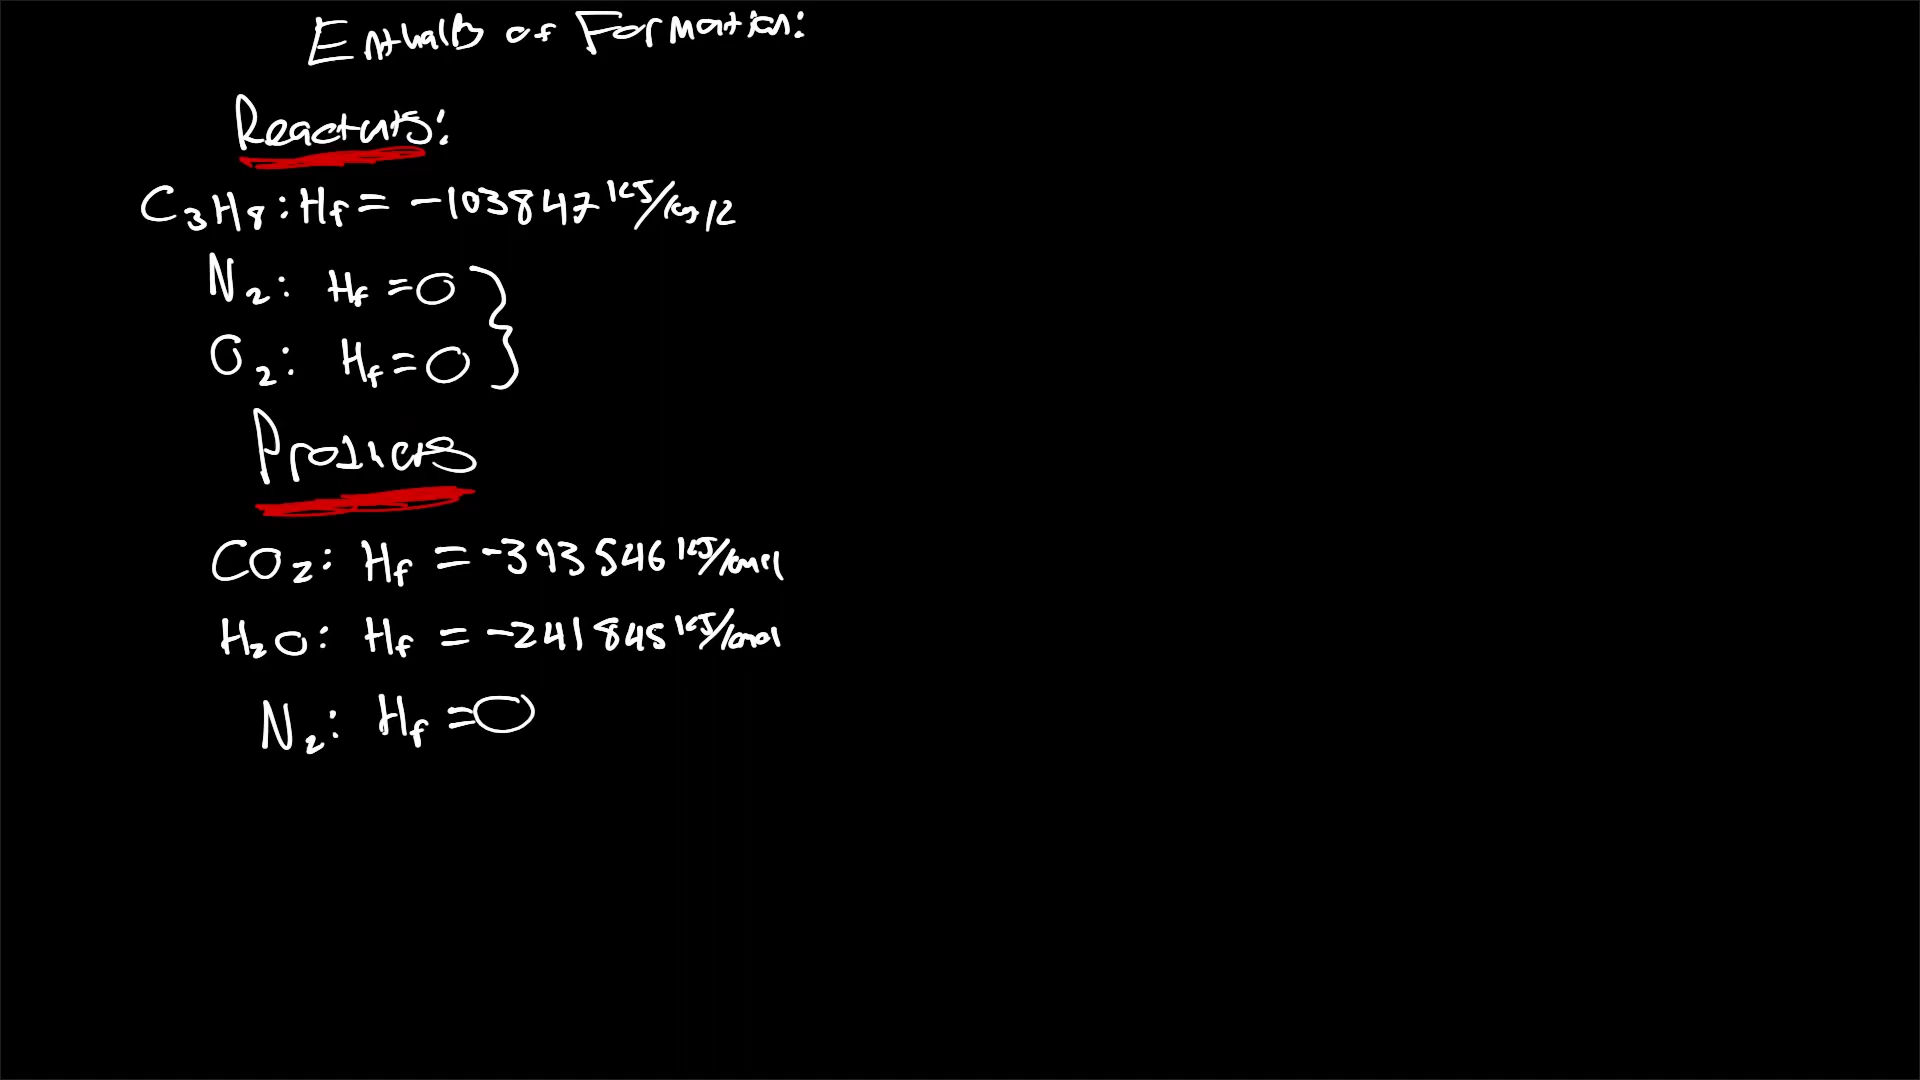 Enthalpy of Formation:
Reactants:
C₃H₈: Hf = -103847 kJ/kg K
N₂: Hf = 0
O₂: Hf = 0
Products
CO₂: Hf = -393546 kJ/kmol
H₂O: Hf = -241845 kJ/kmol
N₂: Hf = 0